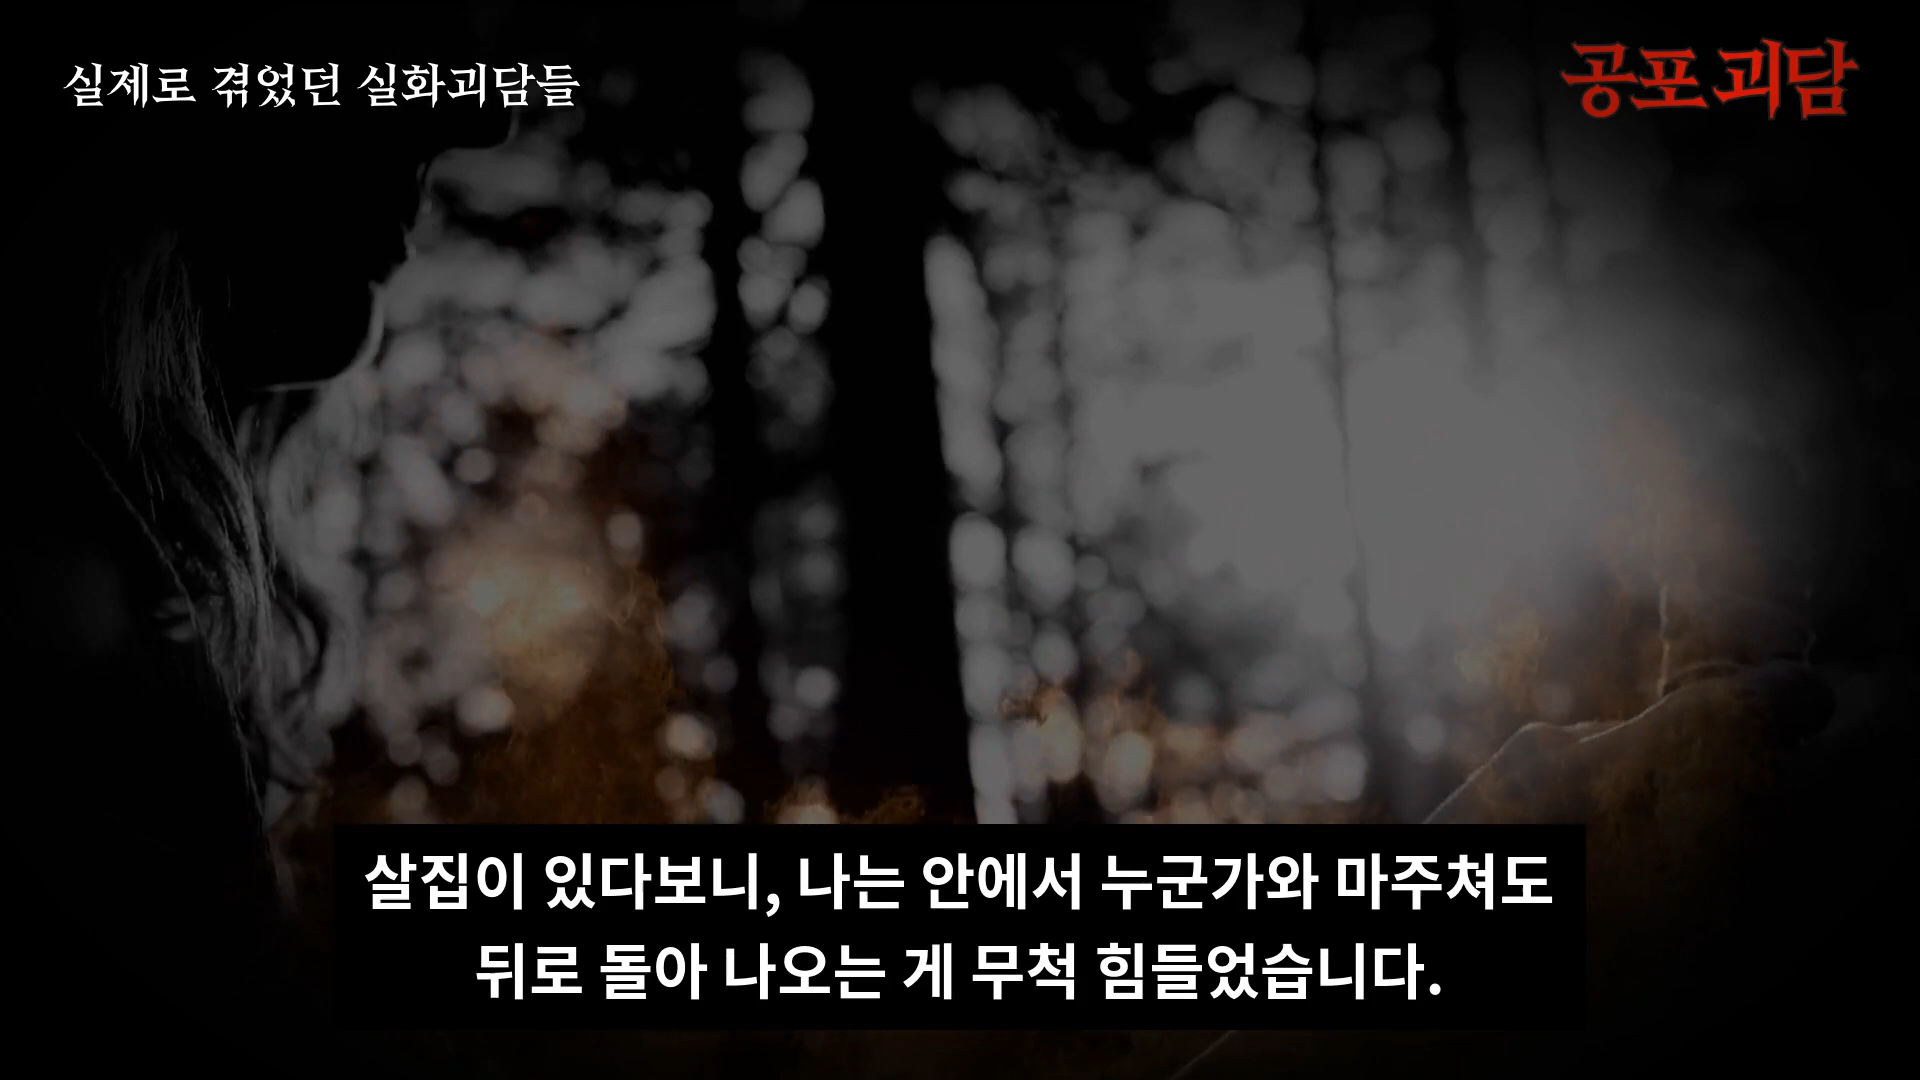 실제로 겪었던 실화괴담들
공포괴담
살집이 있다보니, 나는 안에서 누군가와 마주쳐도
뒤로 돌아 나오는 게 무척 힘들었습니다.